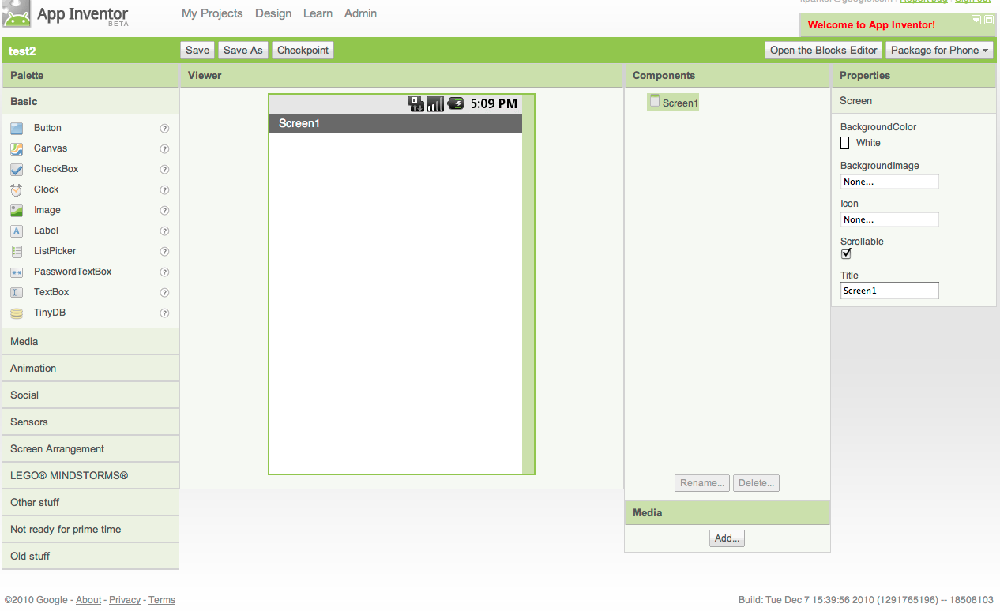 App Inventor
BETA
My Projects Design Learn Admin
Report bug Sign out
Welcome to App Inventor!
test2
Save Save As Checkpoint
Open the Blocks Editor Package for Phone
Palette
Basic
Button ?
Canvas ?
CheckBox ?
Clock ?
Image ?
Label ?
ListPicker ?
PasswordTextBox ?
TextBox ?
TinyDB ?
Media
Animation
Social
Sensors
Screen Arrangement
LEGO® MINDSTORMS®
Other stuff
Not ready for prime time
Old stuff
Viewer
5:09 PM
Screen1
Components
Screen1
Rename... Delete...
Media
Add...
Properties
Screen
BackgroundColor
White
BackgroundImage
None...
Icon
None...
Scrollable
Title
Screen1
©2010 Google - About - Privacy - Terms
Build: Tue Dec 7 15:39:56 2010 (1291765196) -- 18508103